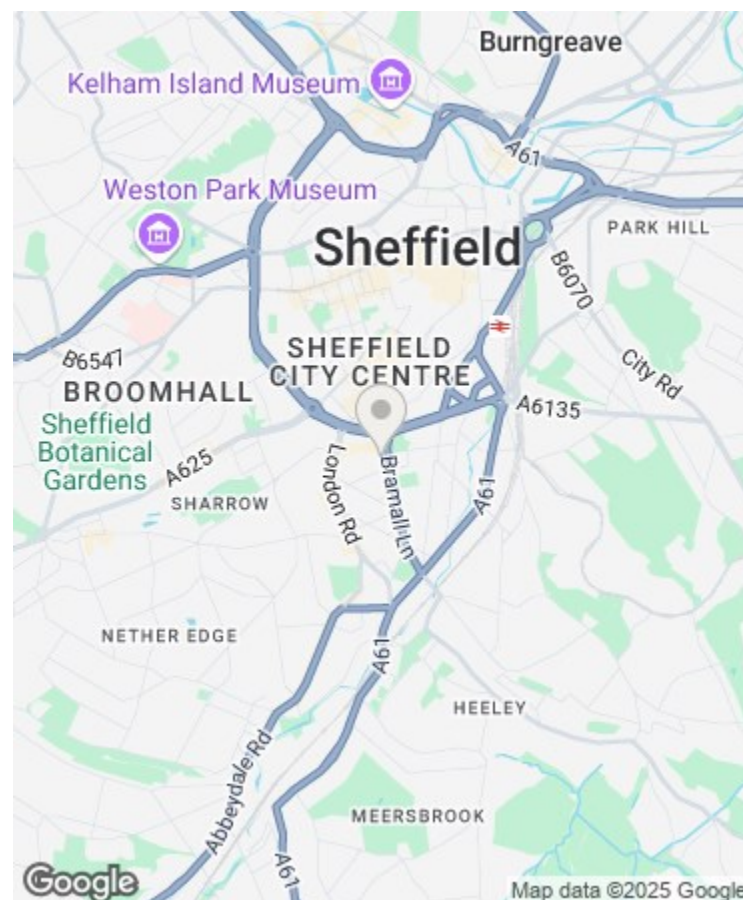 Burngreave
Kelham Island Museum
A61
Weston Park Museum
PARK HILL
Sheffield
B6070
SHEFFIELD
CITY CENTRE
B6547
City Rd
BROOMHALL
A6135
Sheffield
Botanical
Gardens
A625
London Rd
Bramall Ln
A61
SHARROW
NETHER EDGE
A61
HEELEY
Abbeydale Rd
MEERSBROOK
A61
Google
Map data ©2025 Google